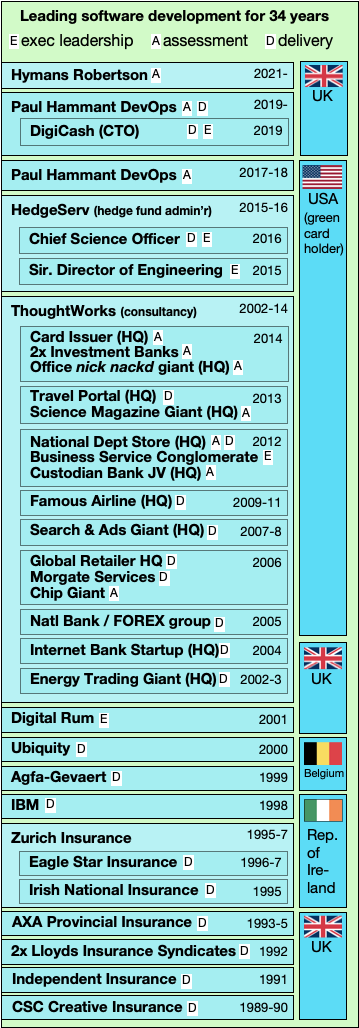 Leading software development for 34 years
E exec leadership A assessment D delivery
Hymans Robertson A 2021-
UK
Paul Hammant DevOps A D 2019-
DigiCash (CTO) D E 2019
Paul Hammant DevOps A 2017-18
USA
(green
card
holder)
HedgeServ (hedge fund admin'r) 2015-16
Chief Science Officer D E 2016
Sir. Director of Engineering E 2015
ThoughtWorks (consultancy) 2002-14
Card Issuer (HQ) A 2014
2x Investment Banks A
Office nick nackd giant (HQ) A
Travel Portal (HQ) D 2013
Science Magazine Giant (HQ) A
National Dept Store (HQ) A D 2012
Business Service Conglomerate E
Custodian Bank JV (HQ) A
Famous Airline (HQ) D 2009-11
Search & Ads Giant (HQ) D 2007-8
Global Retailer HQ D 2006
Morgate Services D
Chip Giant A
Natl Bank / FOREX group D 2005
Internet Bank Startup (HQ) D 2004
Energy Trading Giant (HQ) D 2002-3
UK
Digital Rum E 2001
Ubiquity D 2000
Belgium
Agfa-Gevaert D 1999
IBM D 1998
Rep.
of
Ire-
land
Zurich Insurance 1995-7
Eagle Star Insurance D 1996-7
Irish National Insurance D 1995
AXA Provincial Insurance D 1993-5
UK
2x Lloyds Insurance Syndicates D 1992
Independent Insurance D 1991
CSC Creative Insurance D 1989-90